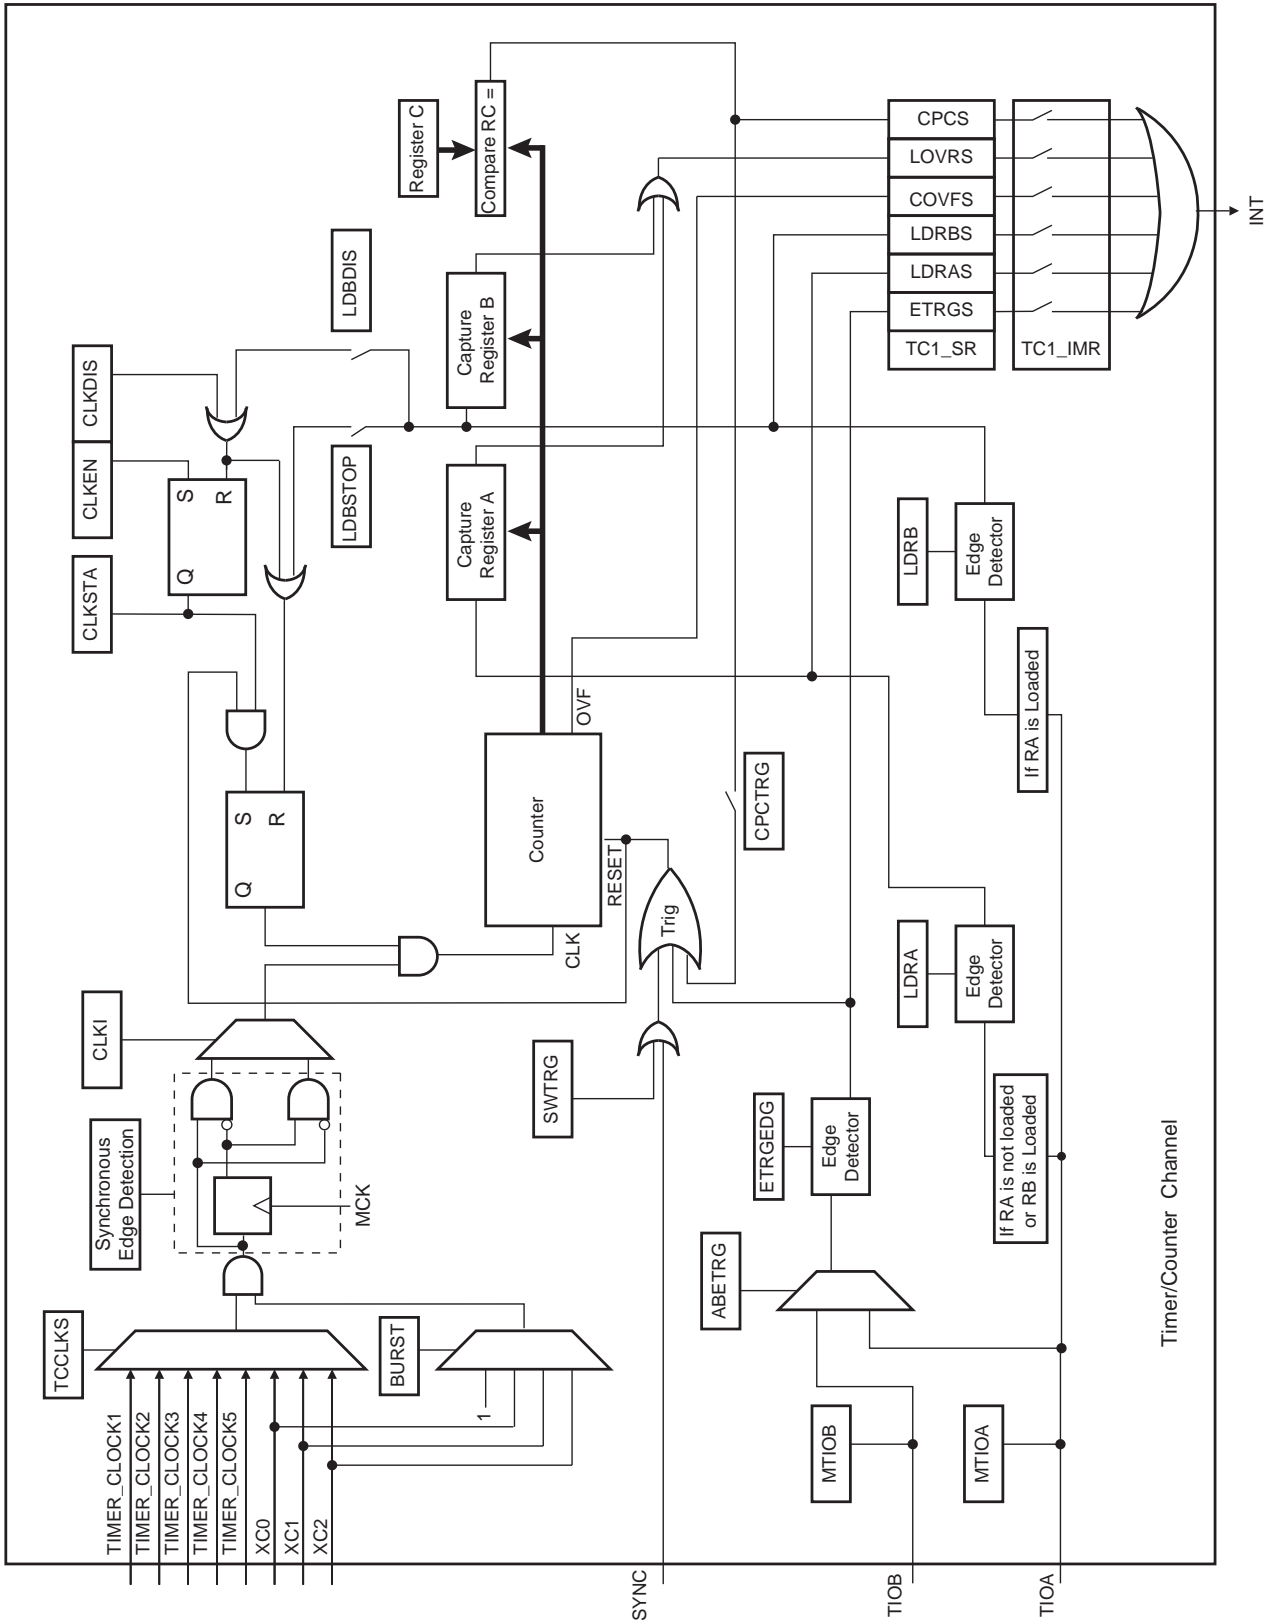 TCCLKS
TIMER_CLOCK1
TIMER_CLOCK2
TIMER_CLOCK3
TIMER_CLOCK4
TIMER_CLOCK5
XC0
XC1
XC2
Synchronous
Edge Detection
CLKI
MCK
BURST
1
CLKSTA
CLKEN
CLKDIS
Q
S
R
Q
S
R
LDBSTOP
LDBDIS
Register C
Capture
Register A
Capture
Register B
Compare RC =
Counter
CLK
OVF
RESET
SWTRG
Trig
SYNC
CPCTRG
ABETRG
ETRGEDG
Edge
Detector
MTIOB
TIOB
MTIOA
TIOA
LDRA
Edge
Detector
If RA is not loaded
or RB is Loaded
LDRB
Edge
Detector
If RA is Loaded
CPCS
LOVRS
COVFS
LDRBS
LDRAS
ETRGS
TC1_SR
TC1_IMR
INT
Timer/Counter Channel